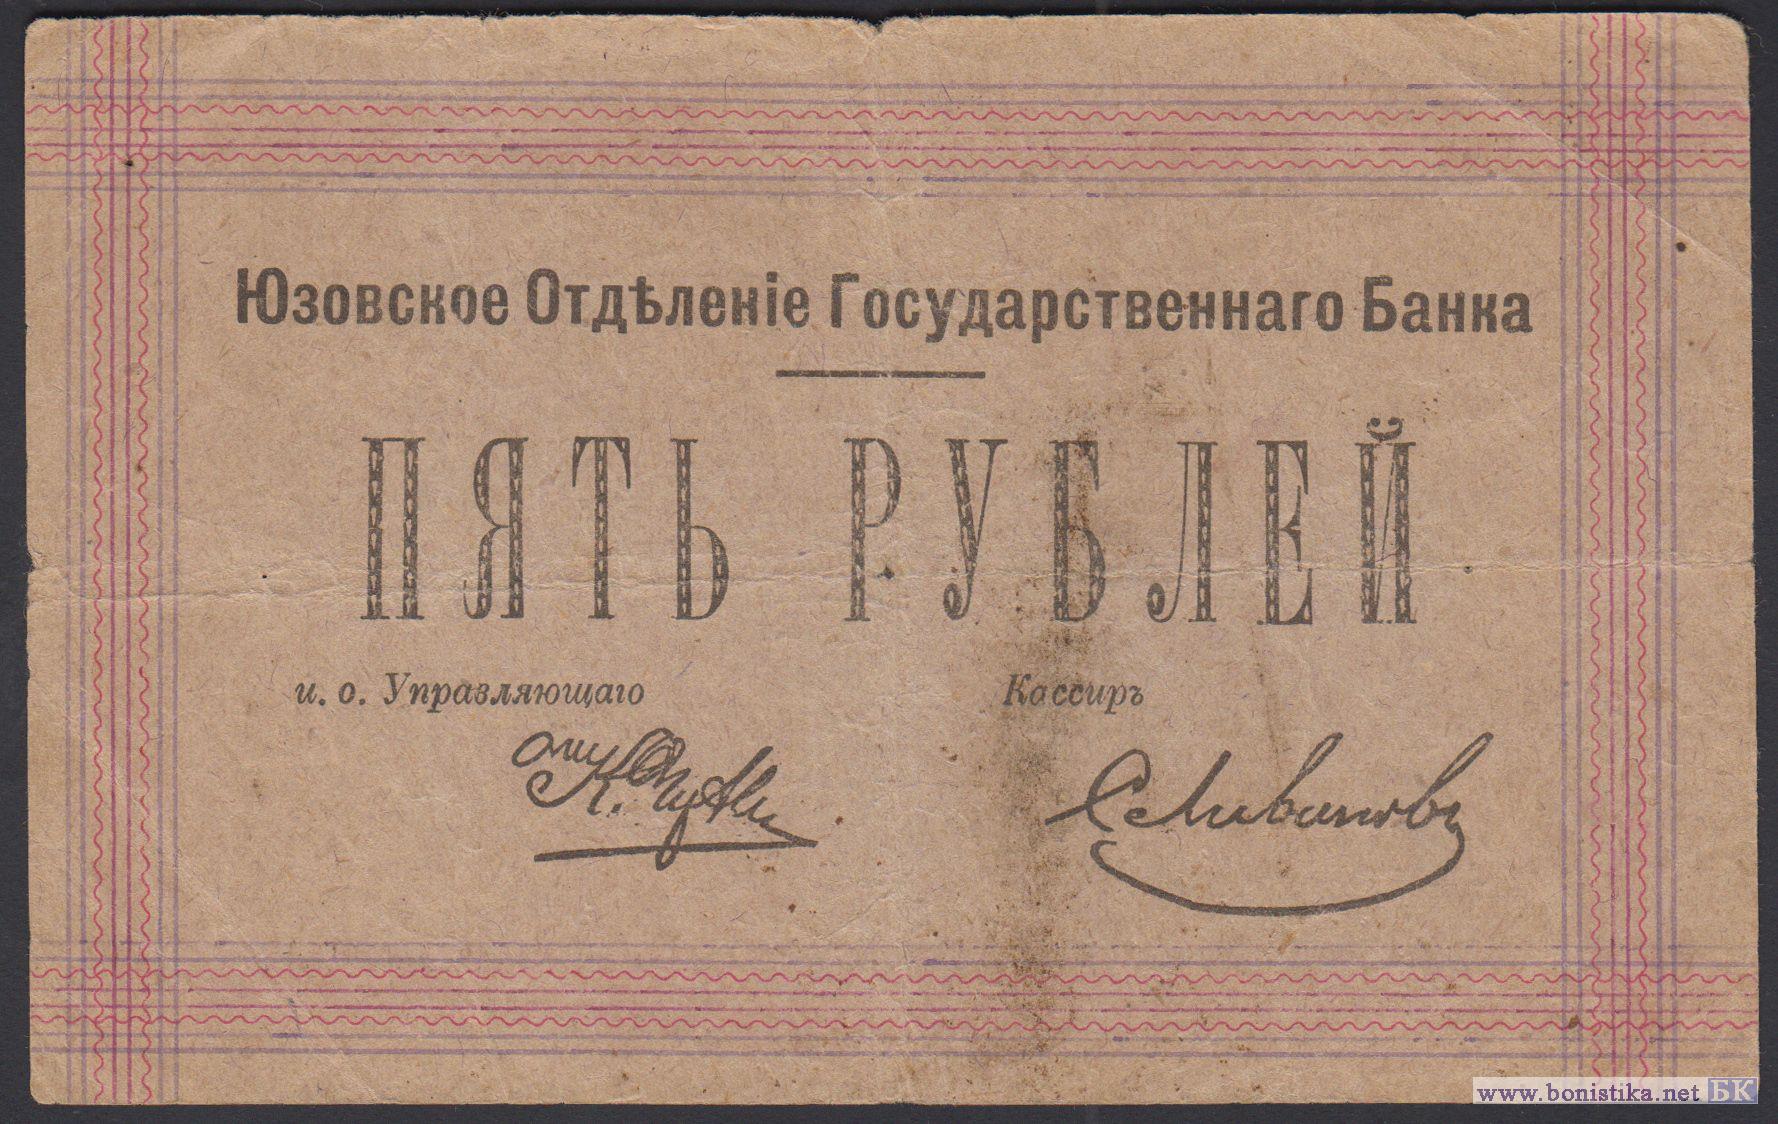 Юзовское Отдѣленіе Государственнаго Банка
ПЯТЬ РУБЛЕЙ
и. о. Управляющаго Кассиръ
www.bonistika.net БК